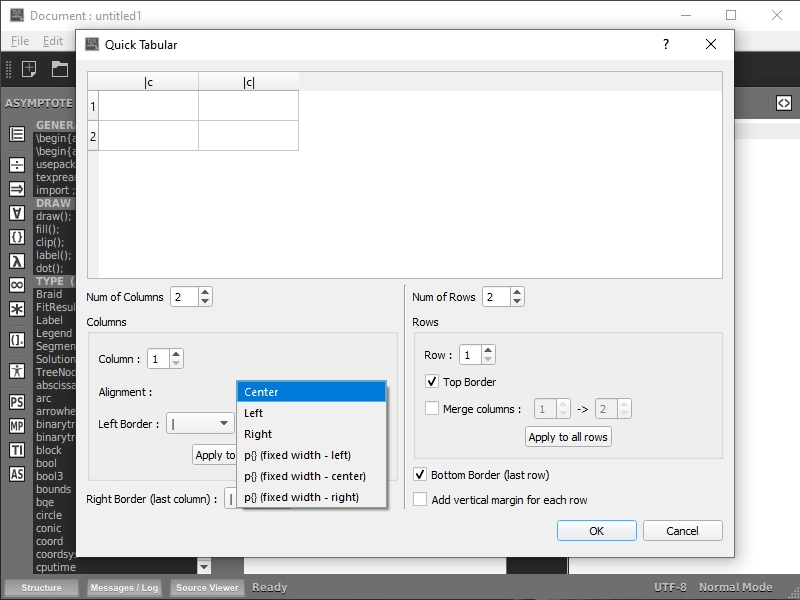 Document : untitled1
File Edit
Quick Tabular
?
|c |c|
1
2
ASYMPTOTE
GENER
\begin{a
\begin{a
usepack
texprear
import ;
DRAW
draw();
fill();
clip();
label();
dot();
TYPE (
Braid
FitResul
Label
Legend
Segmen
Solution
TreeNod
abscissa
arc
arrowhe
binarytr
binarytr
block
bool
bool3
bounds
bqe
circle
conic
coord
coordsy
cputime
PS
MP
TI
AS
Num of Columns 2
Columns
Column : 1
Alignment :
Left Border : |
Apply to
Right Border (last column) : |
Center
Left
Right
p{} (fixed width - left)
p{} (fixed width - center)
p{} (fixed width - right)
Num of Rows 2
Rows
Row : 1
Top Border
Merge columns : 1 -> 2
Apply to all rows
Bottom Border (last row)
Add vertical margin for each row
OK Cancel
Structure Messages / Log Source Viewer Ready UTF-8 Normal Mode